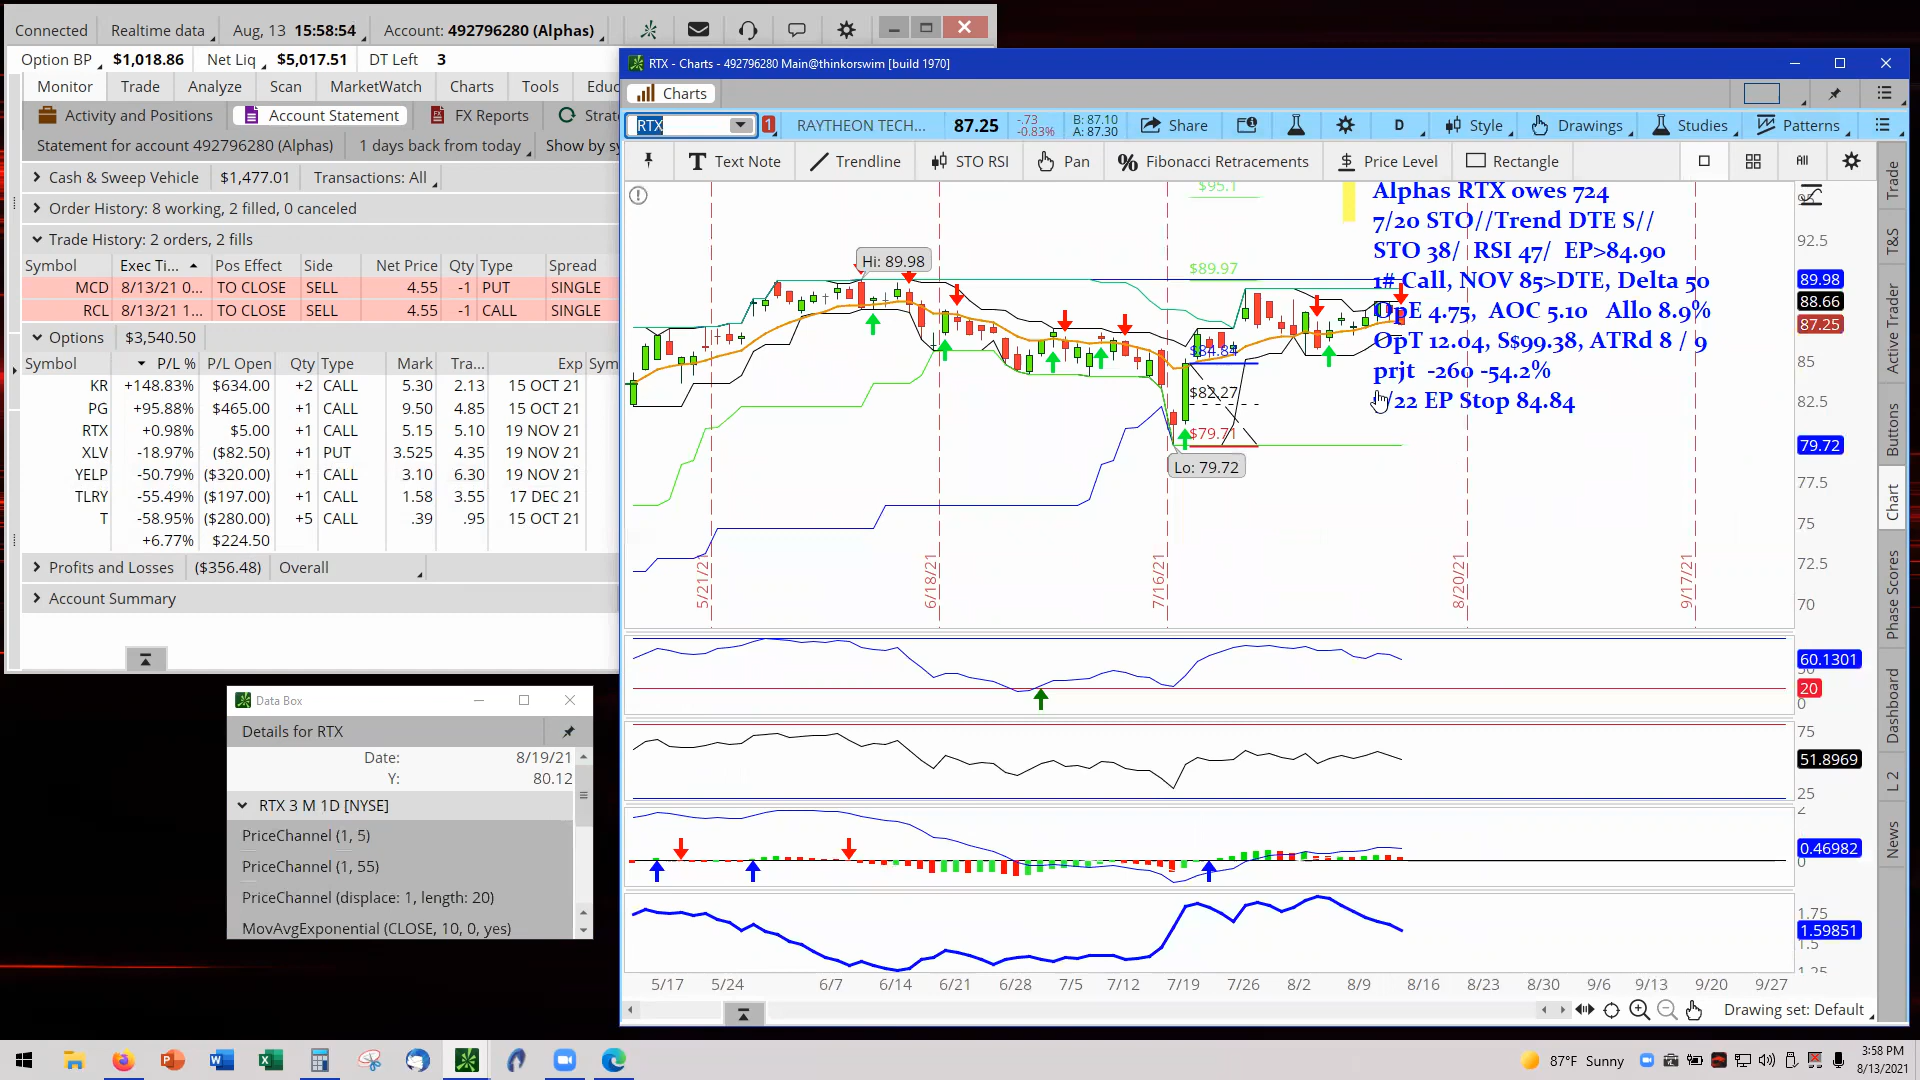 Connected Realtime data Aug, 13 15:58:54 Account: 492796280 (Alphas)
Option BP $1,018.86 Net Liq $5,017.51 DT Left 3
Monitor Trade Analyze Scan MarketWatch Charts Tools Educ
Activity and Positions Account Statement FX Reports Strate
Statement for account 492796280 (Alphas) 1 days back from today Show by sy
Cash & Sweep Vehicle $1,477.01 Transactions: All
Order History: 8 working, 2 filled, 0 canceled
Trade History: 2 orders, 2 fills
Symbol Exec Ti... Pos Effect Side Net Price Qty Type Spread
MCD 8/13/21 0... TO CLOSE SELL 4.55 -1 PUT SINGLE
RCL 8/13/21 1... TO CLOSE SELL 4.55 -1 CALL SINGLE
Options $3,540.50
Symbol P/L % P/L Open Qty Type Mark Tra... Exp Sym
KR +148.83% $634.00 +2 CALL 5.30 2.13 15 OCT 21
PG +95.88% $465.00 +1 CALL 9.50 4.85 15 OCT 21
RTX +0.98% $5.00 +1 CALL 5.15 5.10 19 NOV 21
XLV -18.97% ($82.50) +1 PUT 3.525 4.35 19 NOV 21
YELP -50.79% ($320.00) +1 CALL 3.10 6.30 19 NOV 21
TLRY -55.49% ($197.00) +1 CALL 1.58 3.55 17 DEC 21
T -58.95% ($280.00) +5 CALL .39 .95 15 OCT 21
+6.77% $224.50
Profits and Losses ($356.48) Overall
Account Summary
Data Box
Details for RTX
Date: 8/19/21
Y: 80.12
RTX 3 M 1D [NYSE]
PriceChannel (1, 5)
PriceChannel (1, 55)
PriceChannel (displace: 1, length: 20)
MovAvgExponential (CLOSE, 10, 0, yes)
RTX - Charts - 492796280 Main@thinkorswim [build 1970]
Charts
RTX 1 RAYTHEON TECH... 87.25 -.73 -0.83% B: 87.10 A: 87.30 Share D Style Drawings Studies Patterns
Text Note Trendline STO RSI Pan Fibonacci Retracements Price Level Rectangle All
Alphas RTX owes 724
7/20 STO//Trend DTE S//
STO 38/ RSI 47/ EP>84.90
1# Call, NOV 85>DTE, Delta 50
OpE 4.75, AOC 5.10 Allo 8.9%
OpT 12.04, S$99.38, ATRd 8 / 9
prjt -260 -54.2%
/22 EP Stop 84.84
$95.1
Hi: 89.98
$89.97
$84.84
$82.27
$79.71
Lo: 79.72
5/21/21 6/18/21 7/16/21 8/20/21 9/17/21
92.5
89.98
88.66
87.25
85
82.5
79.72
77.5
75
72.5
70
60.1301
20
0
75
51.8969
25
2
0.46982
0
1.75
1.59851
1.5
1.25
5/17 5/24 6/7 6/14 6/21 6/28 7/5 7/12 7/19 7/26 8/2 8/9 8/16 8/23 8/30 9/6 9/13 9/20 9/27
Drawing set: Default
Trade
T&S
Active Trader
Buttons
Chart
Phase Scores
Dashboard
L 2
News
87°F Sunny
3:58 PM
8/13/2021